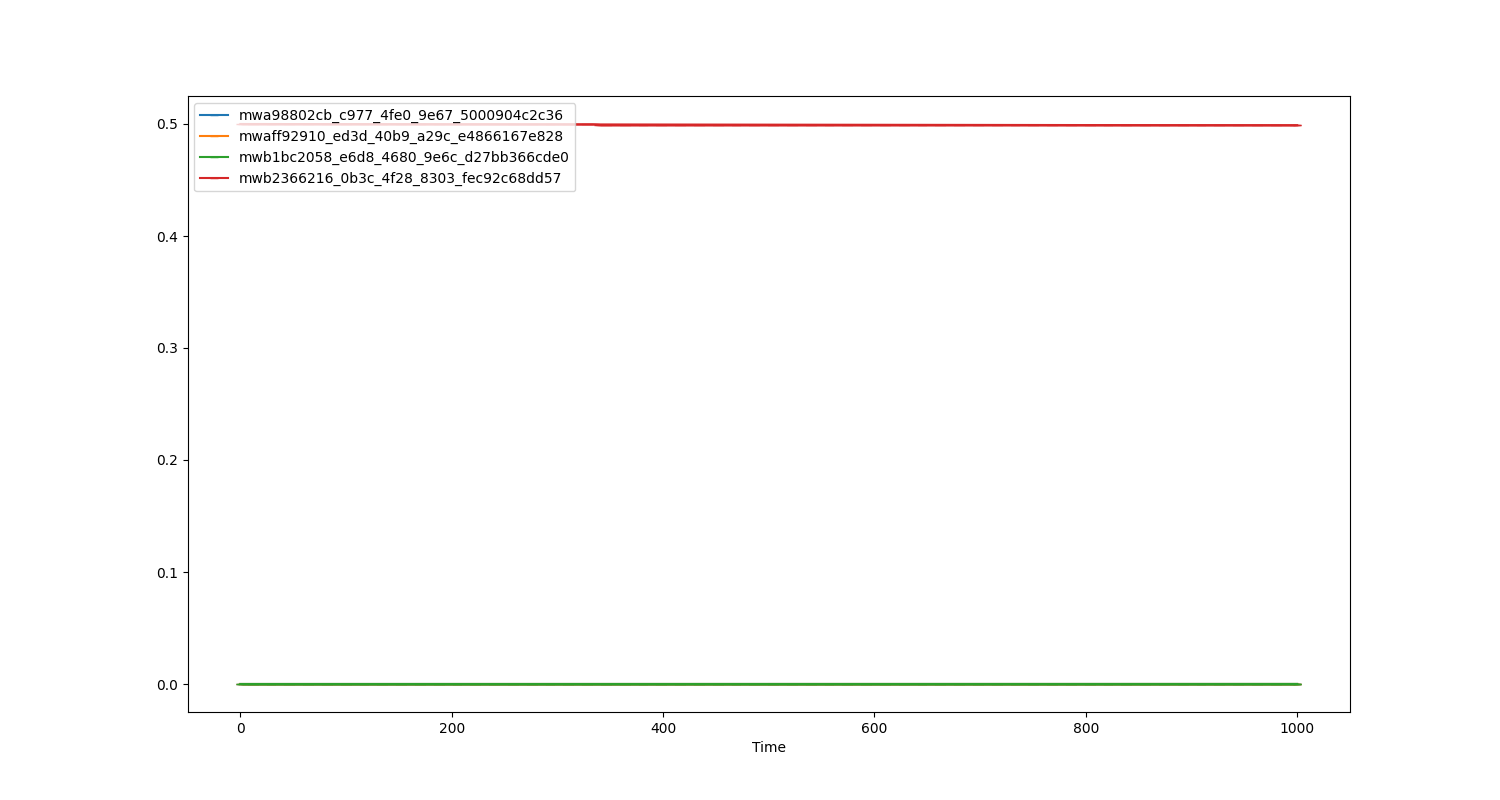 mwa98802cb_c977_4fe0_9e67_5000904c2c36
mwaff92910_ed3d_40b9_a29c_e4866167e828
mwb1bc2058_e6d8_4680_9e6c_d27bb366cde0
mwb2366216_0b3c_4f28_8303_fec92c68dd57
0.5
0.4
0.3
0.2
0.1
0.0
0 200 400 600 800 1000
Time